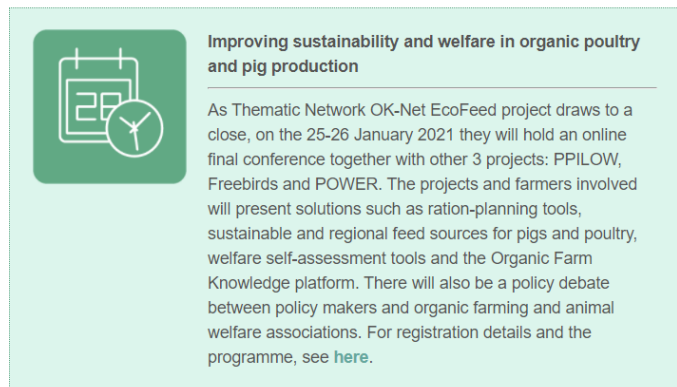 28
Improving sustainability and welfare in organic poultry
and pig production
As Thematic Network OK-Net EcoFeed project draws to a
close, on the 25-26 January 2021 they will hold an online
final conference together with other 3 projects: PPILOW,
Freebirds and POWER. The projects and farmers involved
will present solutions such as ration-planning tools,
sustainable and regional feed sources for pigs and poultry,
welfare self-assessment tools and the Organic Farm
Knowledge platform. There will also be a policy debate
between policy makers and organic farming and animal
welfare associations. For registration details and the
programme, see here.